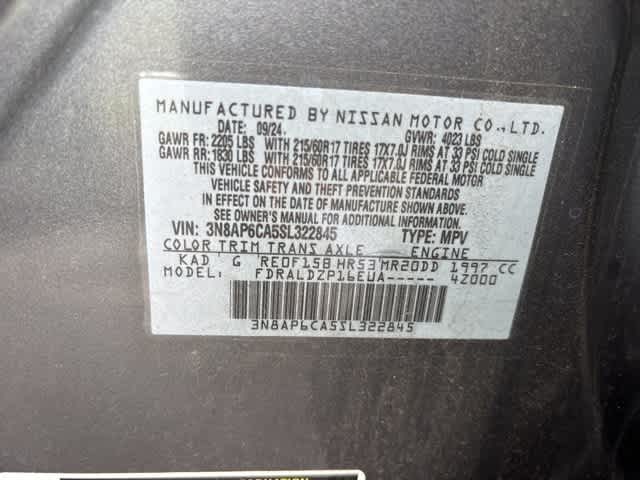 MANUFACTURED BY NISSAN MOTOR CO., LTD.
DATE 09/24 GVWR: 4023 LBS
GAWR FR: 2205 LBS WITH 215/60R17 TIRES 17X7.0J RIMS AT 33 PSI COLD SINGLE
GAWR RR: 1830 LBS WITH 215/60R17 TIRES 17X7.0J RIMS AT 33 PSI COLD SINGLE
THIS VEHICLE CONFORMS TO ALL APPLICABLE FEDERAL MOTOR
VEHICLE SAFETY AND THEFT PREVENTION STANDARDS
IN EFFECT ON THE DATE OF MANUFACTURE SHOWN ABOVE.
SEE OWNER'S MANUAL FOR ADDITIONAL INFORMATION.
VIN: 3N8AP6CA5SL322845 TYPE: MPV
COLOR TRIM TRANS AXLE ENGINE
KAD G RE0F15B HR53 MR20DD 1997 CC
MODEL: FDRALDZP16EUA----- 4Z000
3N8AP6CA5SL322845